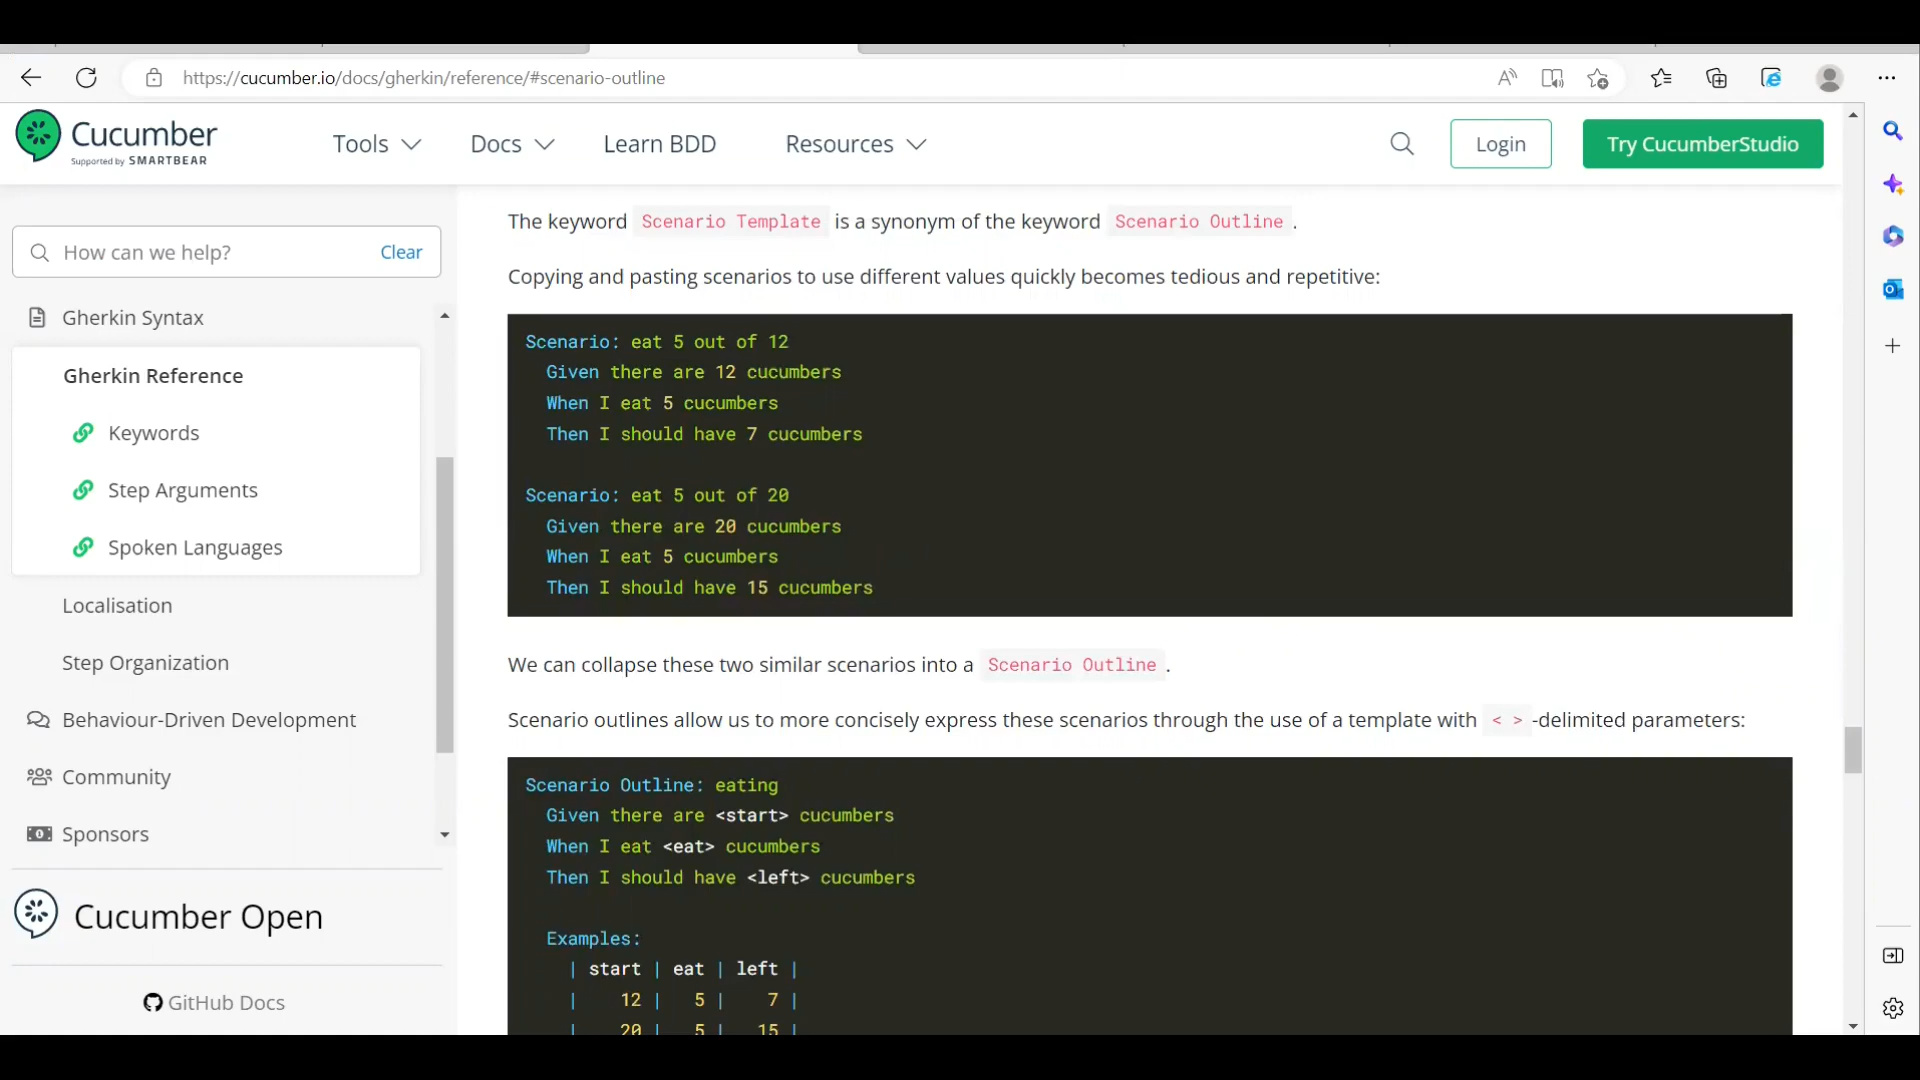 https://cucumber.io/docs/gherkin/reference/#scenario-outline
Cucumber
Supported by SMARTBEAR
Tools
Docs
Learn BDD
Resources
Login
Try CucumberStudio
How can we help?
Clear
Gherkin Syntax
Gherkin Reference
Keywords
Step Arguments
Spoken Languages
Localisation
Step Organization
Behaviour-Driven Development
Community
Sponsors
Cucumber Open
GitHub Docs
The keyword Scenario Template is a synonym of the keyword Scenario Outline.
Copying and pasting scenarios to use different values quickly becomes tedious and repetitive:
Scenario: eat 5 out of 12
Given there are 12 cucumbers
When I eat 5 cucumbers
Then I should have 7 cucumbers
Scenario: eat 5 out of 20
Given there are 20 cucumbers
When I eat 5 cucumbers
Then I should have 15 cucumbers
We can collapse these two similar scenarios into a Scenario Outline.
Scenario outlines allow us to more concisely express these scenarios through the use of a template with < >-delimited parameters:
Scenario Outline: eating
Given there are <start> cucumbers
When I eat <eat> cucumbers
Then I should have <left> cucumbers
Examples:
| start | eat | left |
| 12 | 5 | 7 |
| 20 | 5 | 15 |